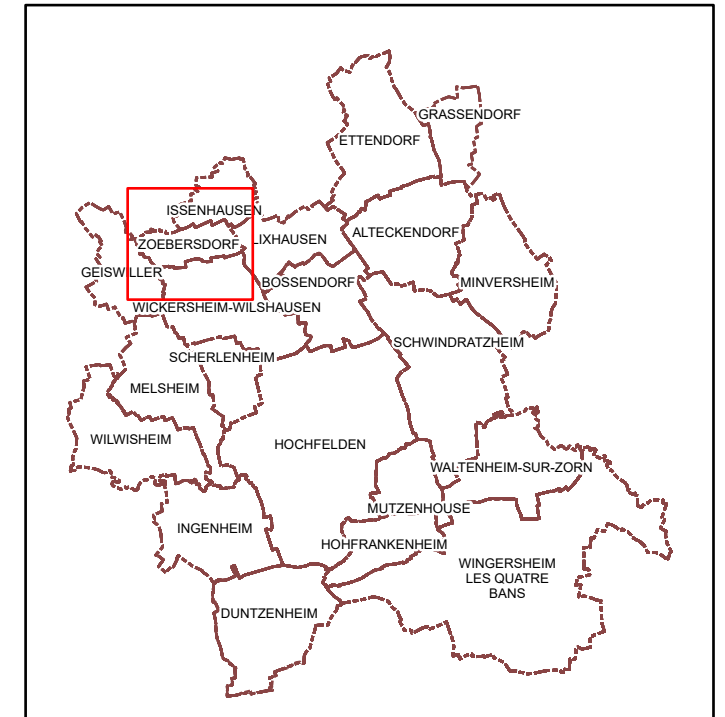 GRASSENDORF
ETTENDORF
ISSENHAUSEN
ALTECKENDORF
LIXHAUSEN
ZOEBERSDORF
GEISWILLER
BOSSENDORF
MINVERSHEIM
WICKERSHEIM-WILSHAUSEN
SCHWINDRATZHEIM
SCHERLENHEIM
MELSHEIM
WILWISHEIM
HOCHFELDEN
WALTENHEIM-SUR-ZORN
MUTZENHOUSE
INGENHEIM
HOHFRANKENHEIM
WINGERSHEIM
LES QUATRE
BANS
DUNTZENHEIM